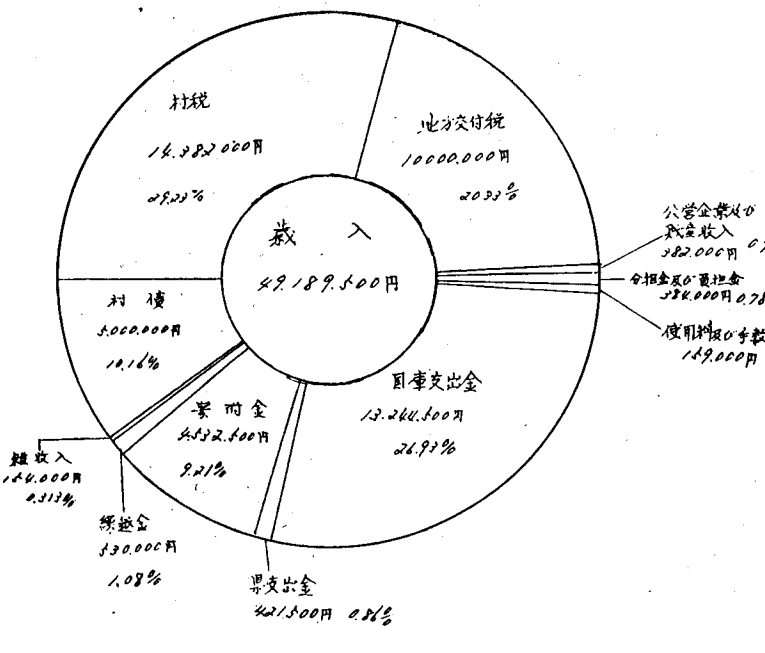 村税
14.382.000円
29.23%
地方交付税
10000.000円
20.33%
公営企業及び
財産収入
382.000円
分担金及び負担金
384.000円 0.78
使用料及び手数
159.000円
国庫支出金
13.244.500円
26.93%
県支出金
421.500円 0.86%
寄附金
4532.500円
9.21%
繰越金
530.000円
1.08%
雑収入
154.000円
0.313%
村債
5.000.000円
10.16%
歳入
49.189.500円